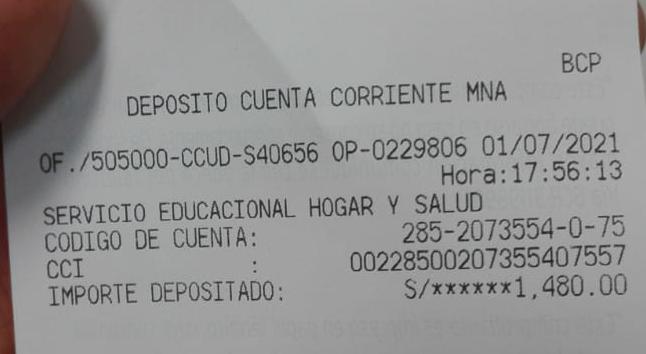 BCP
DEPOSITO CUENTA CORRIENTE MNA
OF./505000-CCUD-S40656 OP-0229806 01/07/2021
Hora:17:56:13
SERVICIO EDUCACIONAL HOGAR Y SALUD
CODIGO DE CUENTA: 285-2073554-0-75
CCI : 00228500207355407557
IMPORTE DEPOSITADO: S/******1,480.00